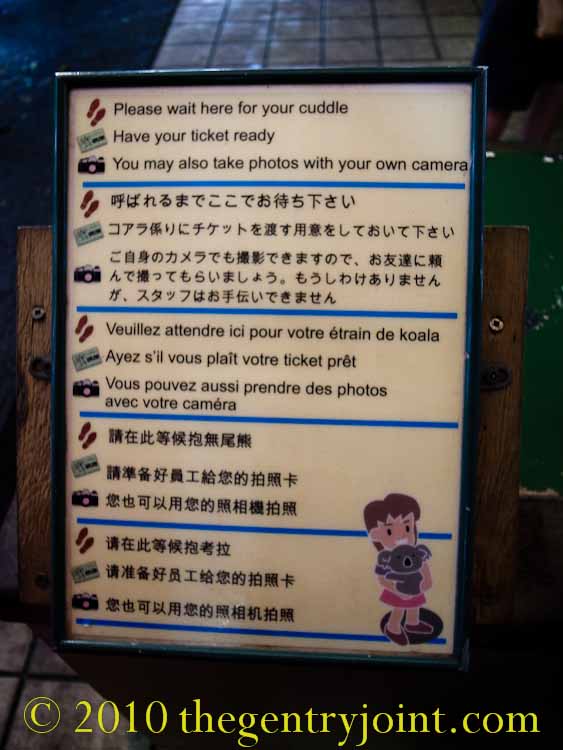 Please wait here for your cuddle
Have your ticket ready
You may also take photos with your own camera
呼ばれるまでここでお待ち下さい
コアラ係りにチケットを渡す用意をしておいて下さい
ご自身のカメラでも撮影できますので、お友達に頼
んで撮ってもらいましょう。もうしわけありません
が、スタッフはお手伝いできません
Veuillez attendre ici pour votre étrain de koala
Ayez s'il vous plaît votre ticket prêt
Vous pouvez aussi prendre des photos
avec votre caméra
請在此等候抱無尾熊
請準備好員工給您的拍照卡
您也可以用您的照相機拍照
请在此等候抱考拉
请准备好员工给您的拍照卡
您也可以用您的照相机拍照
© 2010 thegentryjoint.com